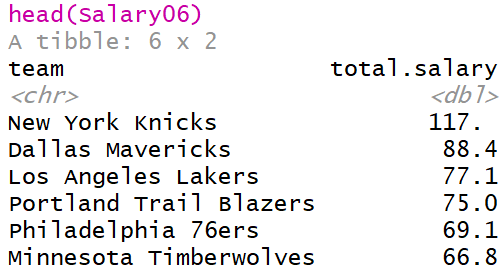 head(Salary06)
A tibble: 6 x 2
team total.salary
<chr> <dbl>
New York Knicks 117.
Dallas Mavericks 88.4
Los Angeles Lakers 77.1
Portland Trail Blazers 75.0
Philadelphia 76ers 69.1
Minnesota Timberwolves 66.8